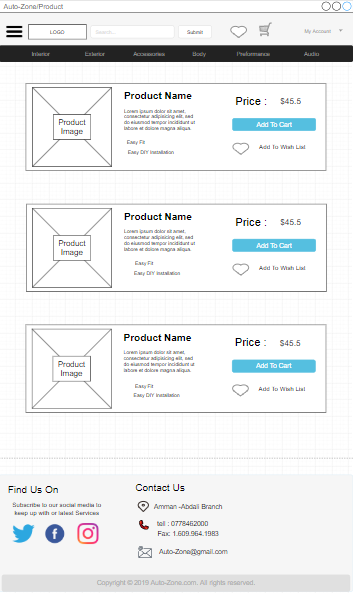 Auto-Zone/Product
LOGO
Search...
Submit
My Account
Interior Exterior Accessories Body Preformance Audio
Product Name
Lorem ipsum dolor sit amet,
consectetur adipisicing elit, sed
do eiusmod tempor incididunt ut
labore et dolore magna aliqua.
Easy Fit
Easy DIY Installation
Product
Image
Price : $45.5
Add To Cart
Add To Wish List
Product Name
Lorem ipsum dolor sit amet,
consectetur adipisicing elit, sed
do eiusmod tempor incididunt ut
labore et dolore magna aliqua.
Easy Fit
Easy DIY Installation
Product
Image
Price : $45.5
Add To Cart
Add To Wish List
Product Name
Lorem ipsum dolor sit amet,
consectetur adipisicing elit, sed
do eiusmod tempor incididunt ut
labore et dolore magna aliqua.
Easy Fit
Easy DIY Installation
Product
Image
Price : $45.5
Add To Cart
Add To Wish List
Find Us On
Subscribe to our social media to
keep up with or latest Services
Contact Us
Amman -Abdali Branch
tell : 0778462000
Fax: 1.609.964.1983
Auto-Zone@gmail.com
Copyright © 2019 Auto-Zone.com. All rights reserved.